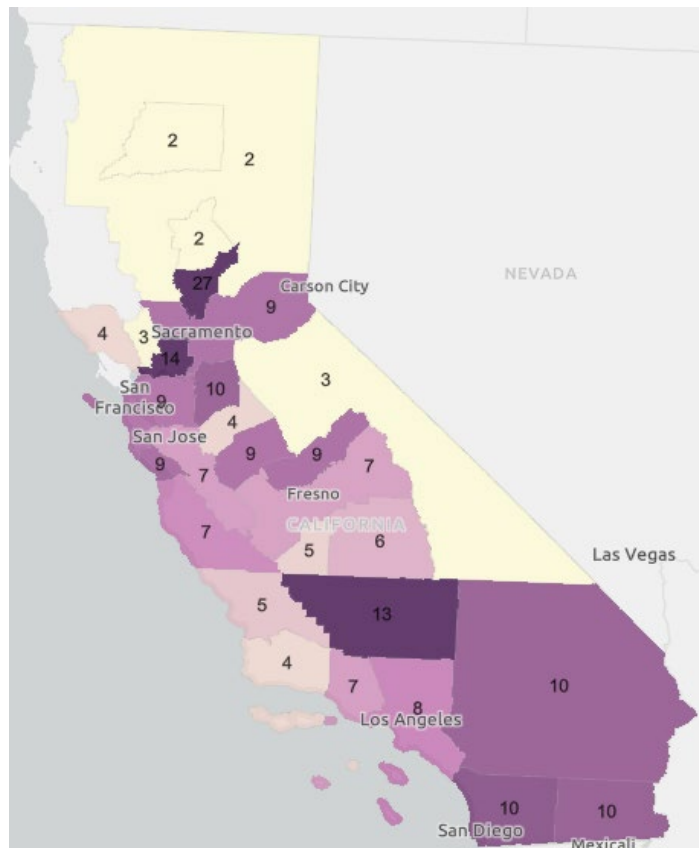 2
2
2
27
Carson City
NEVADA
9
4
3
Sacramento
14
3
San
Francisco
9
10
4
San Jose
9
7
9
9
7
Fresno
7
CALIFORNIA
5
6
Las Vegas
5
13
4
7
8
10
Los Angeles
10
10
San Diego
Mexicali